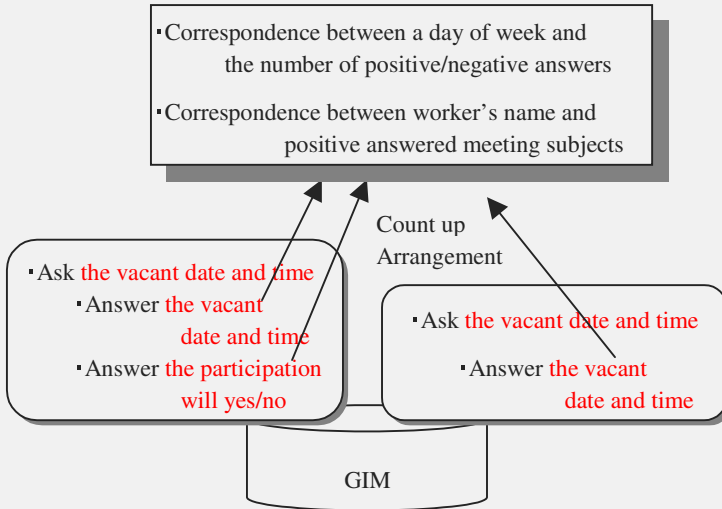 ▪Correspondence between a day of week and
the number of positive/negative answers
▪Correspondence between worker's name and
positive answered meeting subjects
Count up
Arrangement
▪Ask the vacant date and time
▪Answer the vacant
date and time
▪Answer the participation
will yes/no
▪Ask the vacant date and time
▪Answer the vacant
date and time
GIM